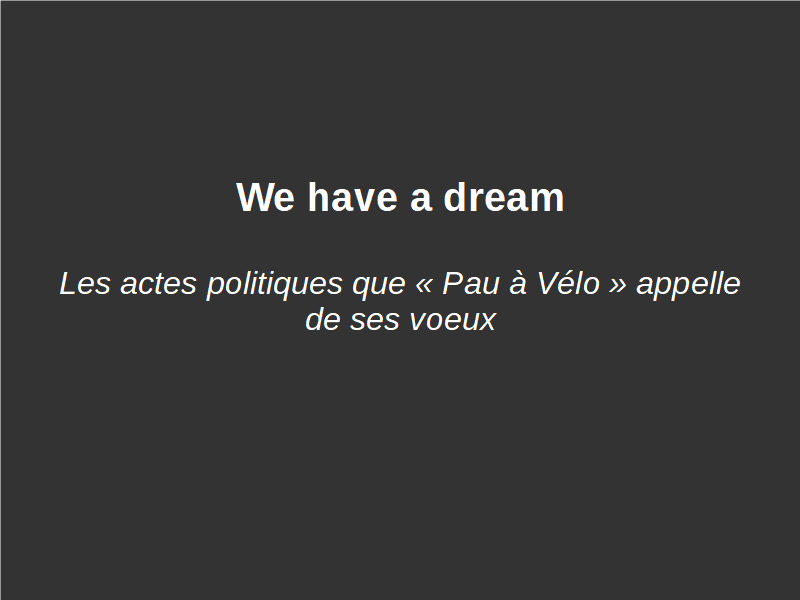 We have a dream
Les actes politiques que « Pau à Vélo » appelle
de ses voeux